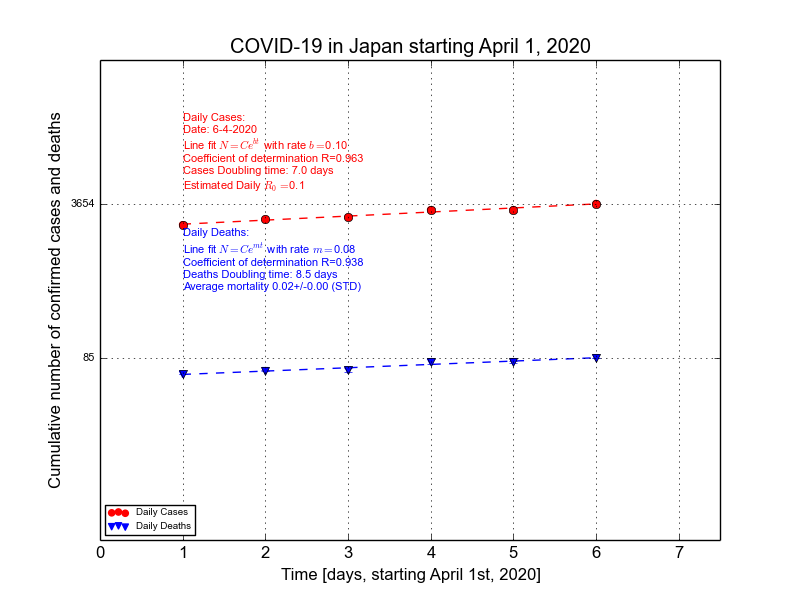 COVID-19 in Japan starting April 1, 2020
Cumulative number of confirmed cases and deaths
3654
85
Daily Cases:
Date: 6-4-2020
Line fit N=Ce^{bt} with rate b=0.10
Coefficient of determination R=0.963
Cases Doubling time: 7.0 days
Estimated Daily R_0=0.1
Daily Deaths:
Line fit N=Ce^{mt} with rate m=0.08
Coefficient of determination R=0.938
Deaths Doubling time: 8.5 days
Average mortality 0.02+/-0.00 (STD)
Daily Cases
Daily Deaths
0 1 2 3 4 5 6 7
Time [days, starting April 1st, 2020]